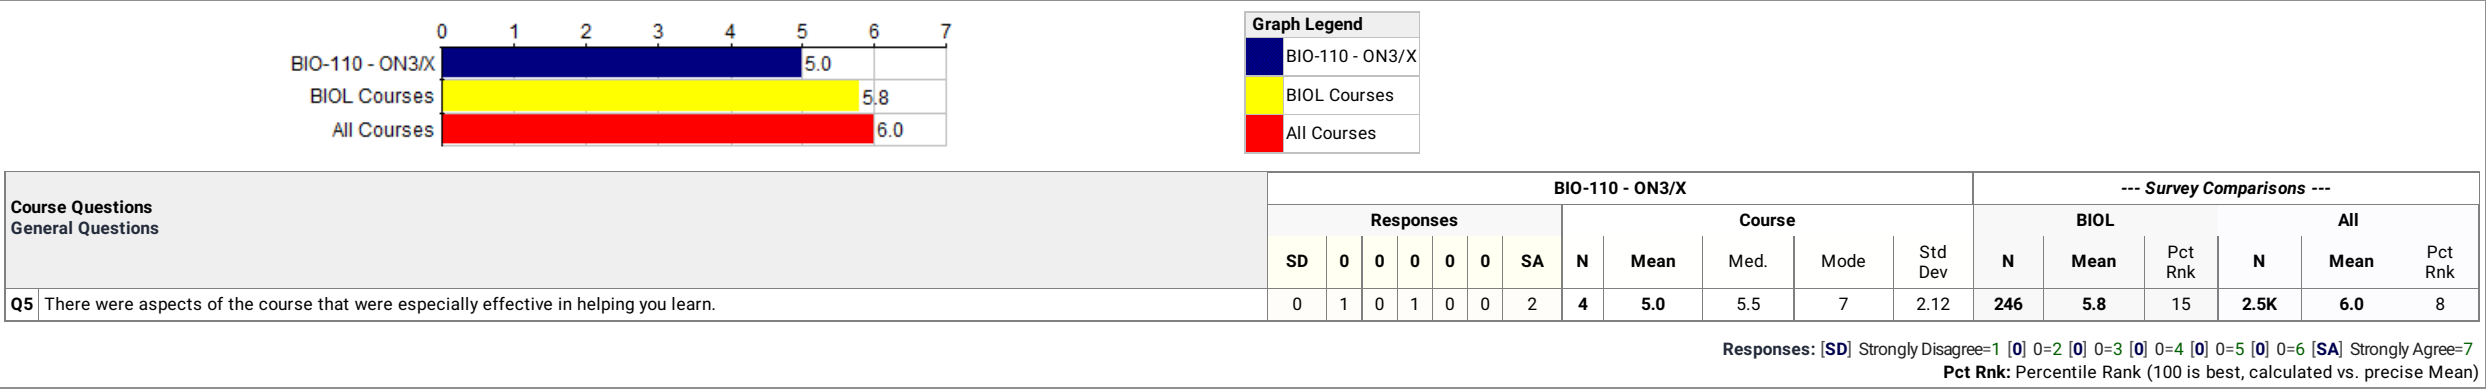 0 1 2 3 4 5 6 7
BIO-110 - ON3/X 5.0
BIOL Courses 5.8
All Courses 6.0
Graph Legend
BIO-110 - ON3/X
BIOL Courses
All Courses
Course Questions
General Questions
BIO-110 - ON3/X --- Survey Comparisons ---
Responses Course BIOL All
SD 0 0 0 0 0 SA N Mean Med. Mode Std Dev N Mean Pct Rnk N Mean Pct Rnk
Q5 There were aspects of the course that were especially effective in helping you learn. 0 1 0 1 0 0 2 4 5.0 5.5 7 2.12 246 5.8 15 2.5K 6.0 8
Responses: [SD] Strongly Disagree=1 [0] 0=2 [0] 0=3 [0] 0=4 [0] 0=5 [0] 0=6 [SA] Strongly Agree=7
Pct Rnk: Percentile Rank (100 is best, calculated vs. precise Mean)